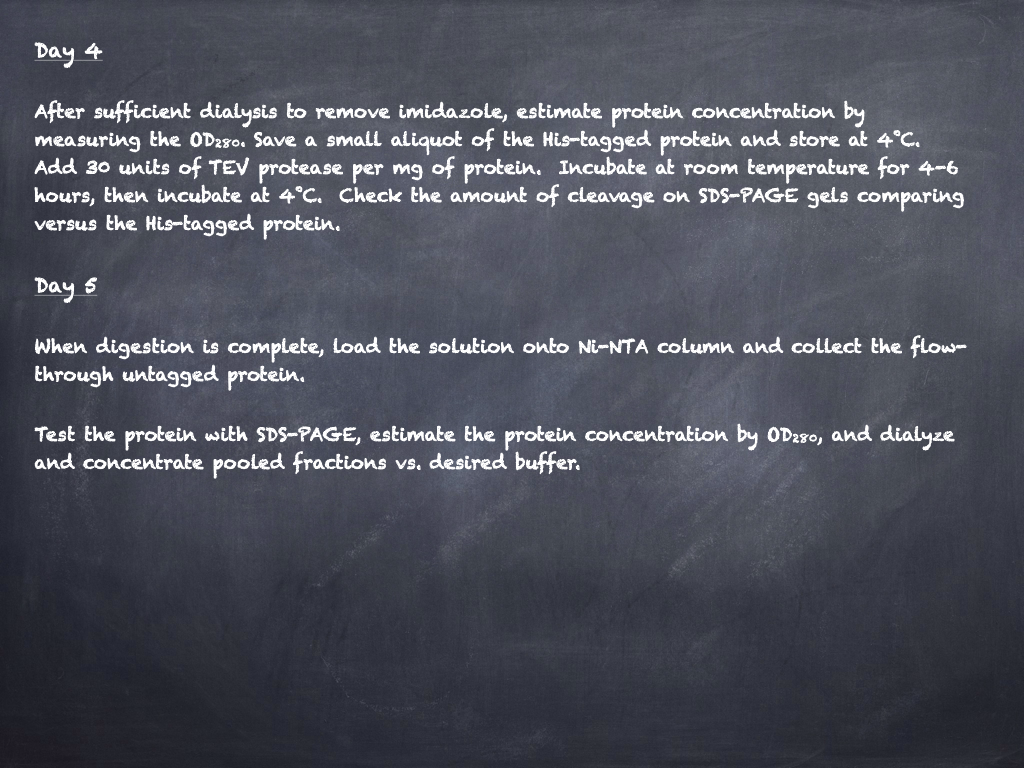 Day 4
After sufficient dialysis to remove imidazole, estimate protein concentration by
measuring the OD₂₈₀. Save a small aliquot of the His-tagged protein and store at 4°C.
Add 30 units of TEV protease per mg of protein.  Incubate at room temperature for 4-6
hours, then incubate at 4°C.  Check the amount of cleavage on SDS-PAGE gels comparing
versus the His-tagged protein.
Day 5
When digestion is complete, load the solution onto Ni-NTA column and collect the flow-
through untagged protein.
Test the protein with SDS-PAGE, estimate the protein concentration by OD₂₈₀, and dialyze
and concentrate pooled fractions vs. desired buffer.